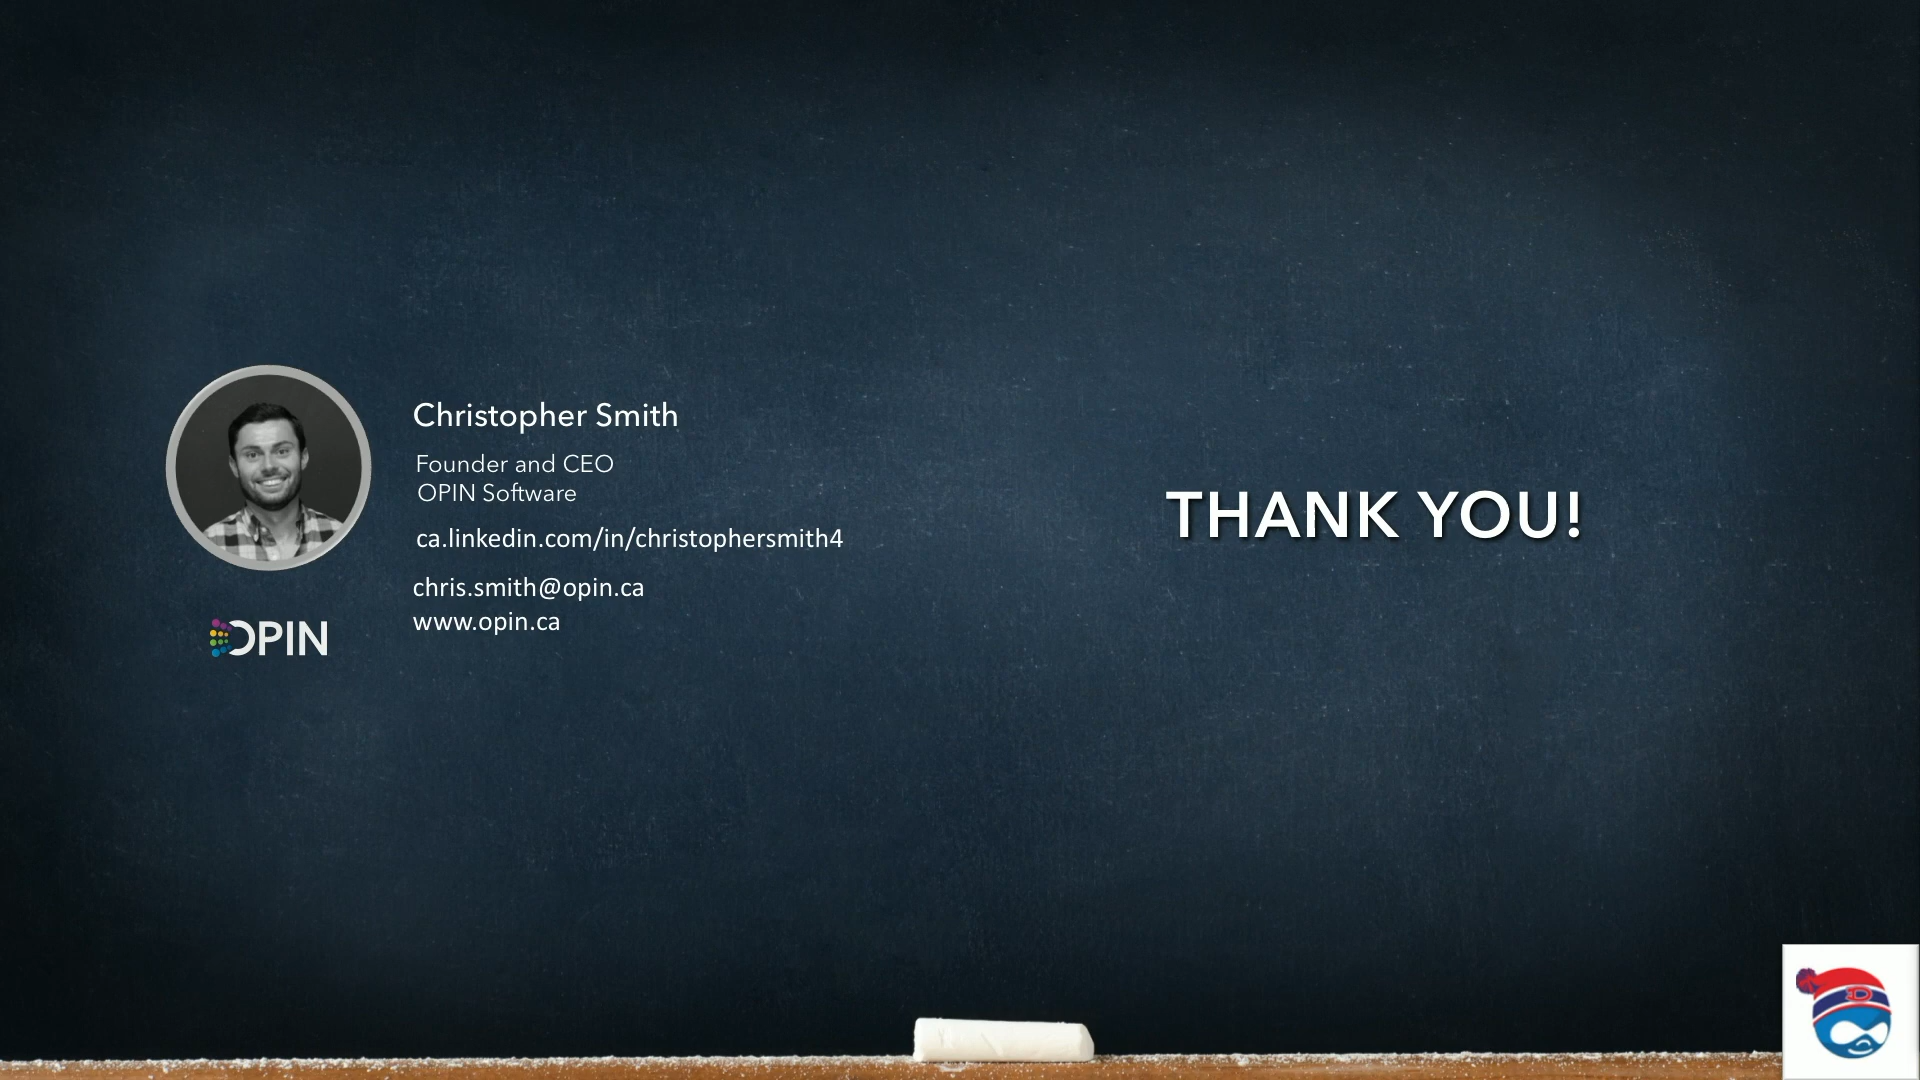 Christopher Smith
Founder and CEO
OPIN Software
ca.linkedin.com/in/christophersmith4
chris.smith@opin.ca
www.opin.ca
OPIN
THANK YOU!